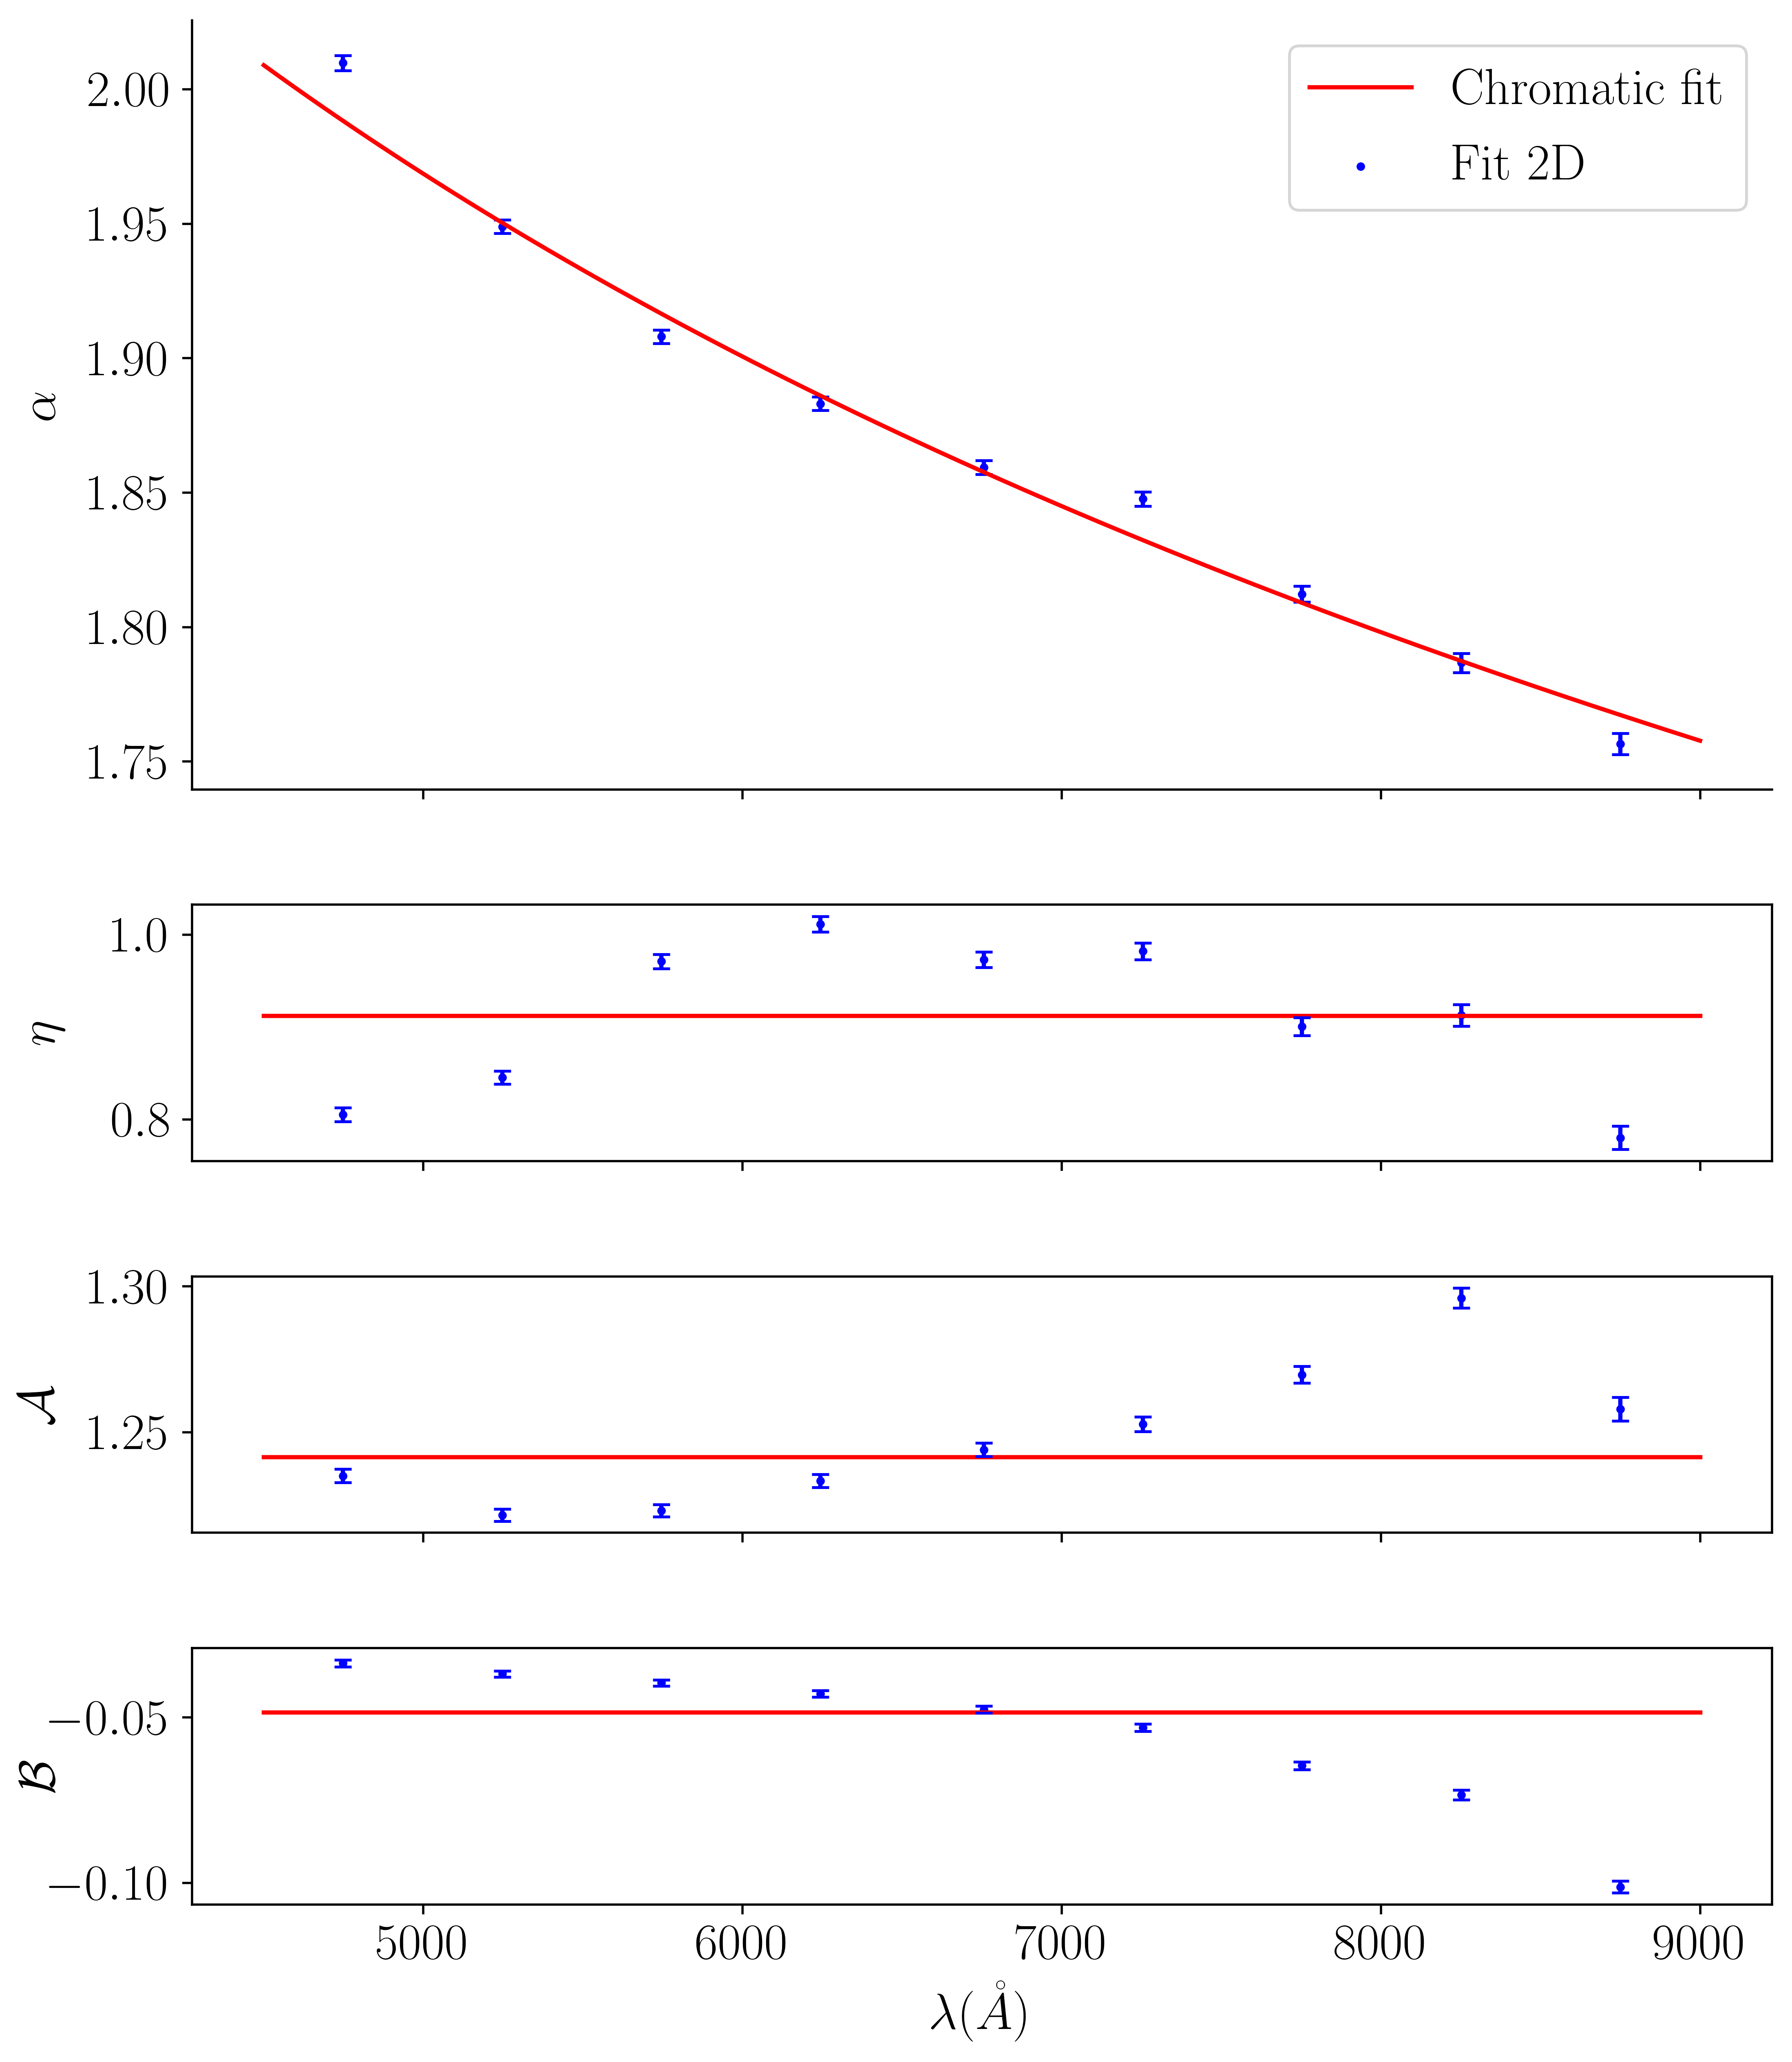 Chromatic fit
Fit 2D
2.00
1.95
1.90
1.85
1.80
1.75
α
1.0
0.8
η
1.30
1.25
𝒜
−0.05
−0.10
ℬ
5000 6000 7000 8000 9000
λ(Å)